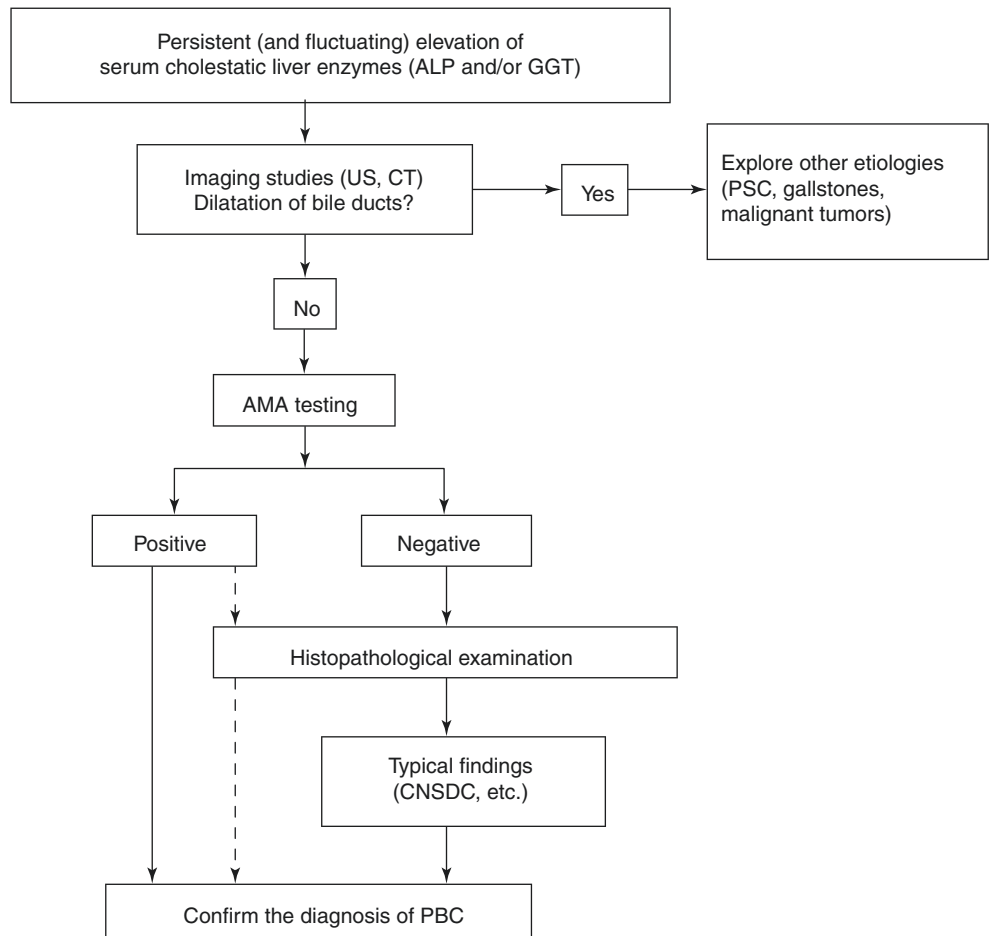 Persistent (and fluctuating) elevation of
serum cholestatic liver enzymes (ALP and/or GGT)
Imaging studies (US, CT)
Dilatation of bile ducts?
Yes
Explore other etiologies
(PSC, gallstones,
malignant tumors)
No
AMA testing
Positive
Negative
Histopathological examination
Typical findings
(CNSDC, etc.)
Confirm the diagnosis of PBC